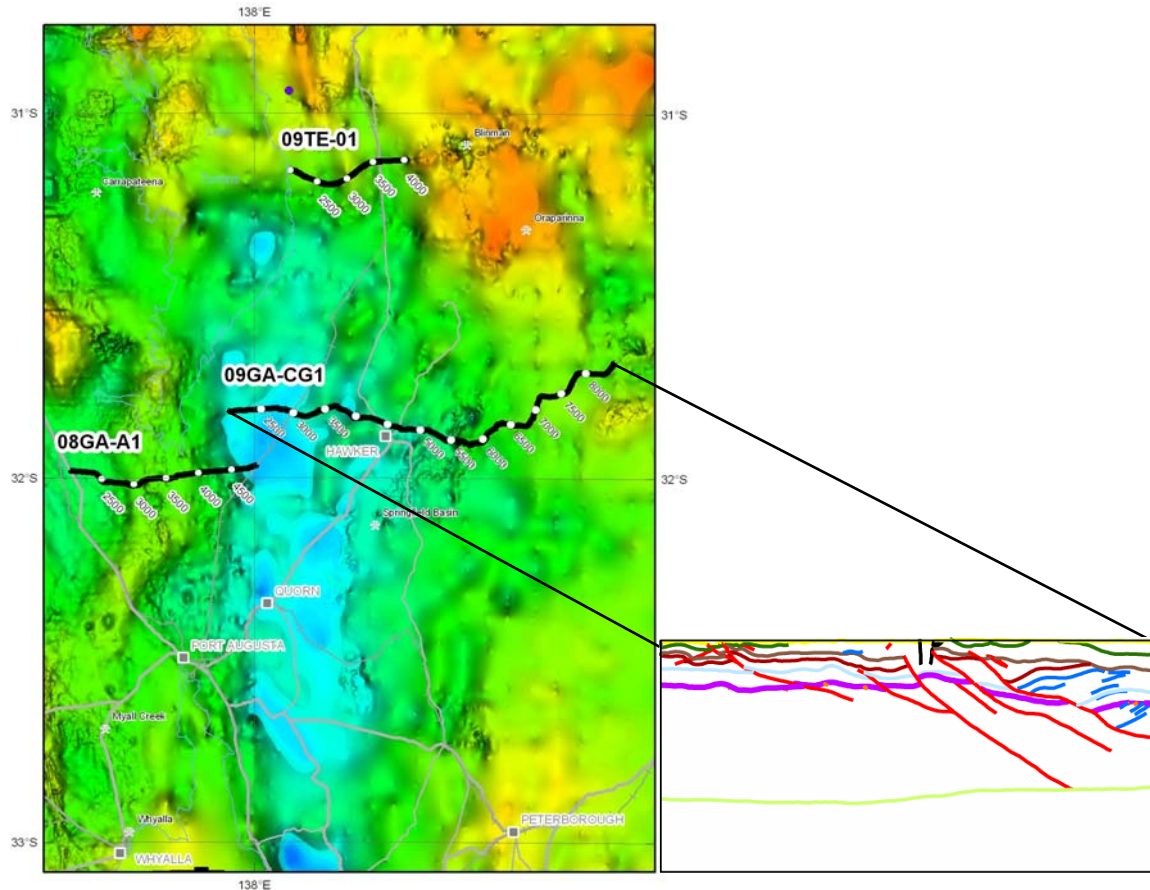 138°E
31°S
31°S
09TE-01
Blinman
4000
3500
3000
2500
Carrapateena
Oraparinna
09GA-CG1
8000
7500
7000
6500
6000
5500
5000
3500
3000
2500
HAWKER
08GA-A1
32°S
32°S
4500
4000
3500
3000
2500
Springfield Basin
QUORN
PORT AUGUSTA
Myall Creek
Whyalla
PETERBOROUGH
33°S
33°S
WHYALLA
138°E